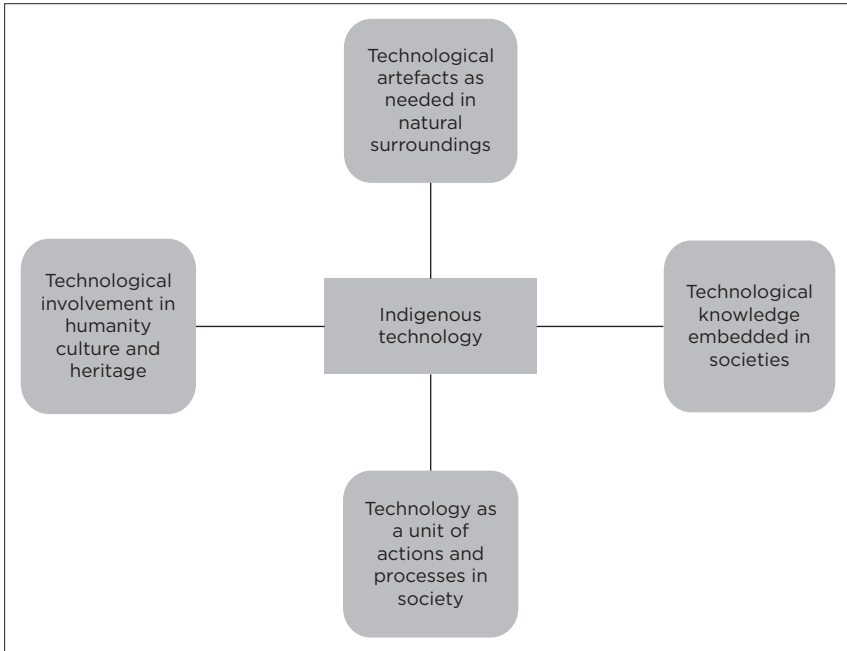 Technological
artefacts as
needed in
natural
surroundings
Technological
involvement in
humanity
culture and
heritage
Indigenous
technology
Technological
knowledge
embedded in
societies
Technology as
a unit of
actions and
processes in
society